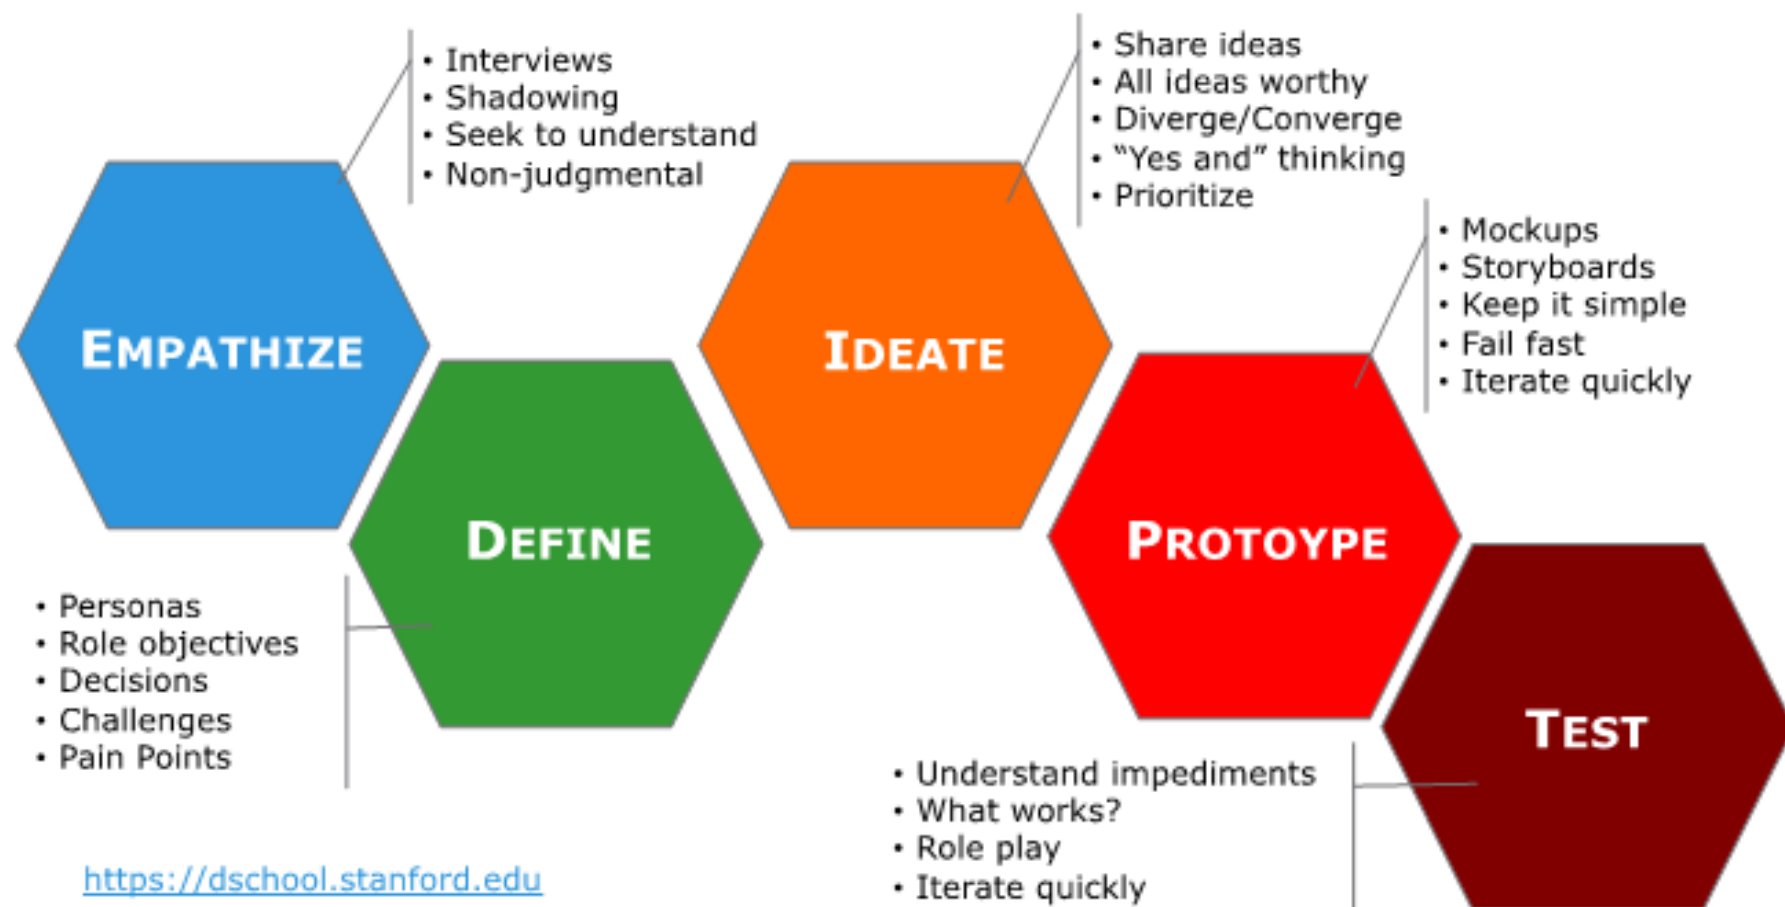 • Interviews
• Shadowing
• Seek to understand
• Non-judgmental
EMPATHIZE
• Personas
• Role objectives
• Decisions
• Challenges
• Pain Points
DEFINE
• Share ideas
• All ideas worthy
• Diverge/Converge
• “Yes and” thinking
• Prioritize
IDEATE
• Mockups
• Storyboards
• Keep it simple
• Fail fast
• Iterate quickly
PROTOYPE
• Understand impediments
• What works?
• Role play
• Iterate quickly
TEST
https://dschool.stanford.edu